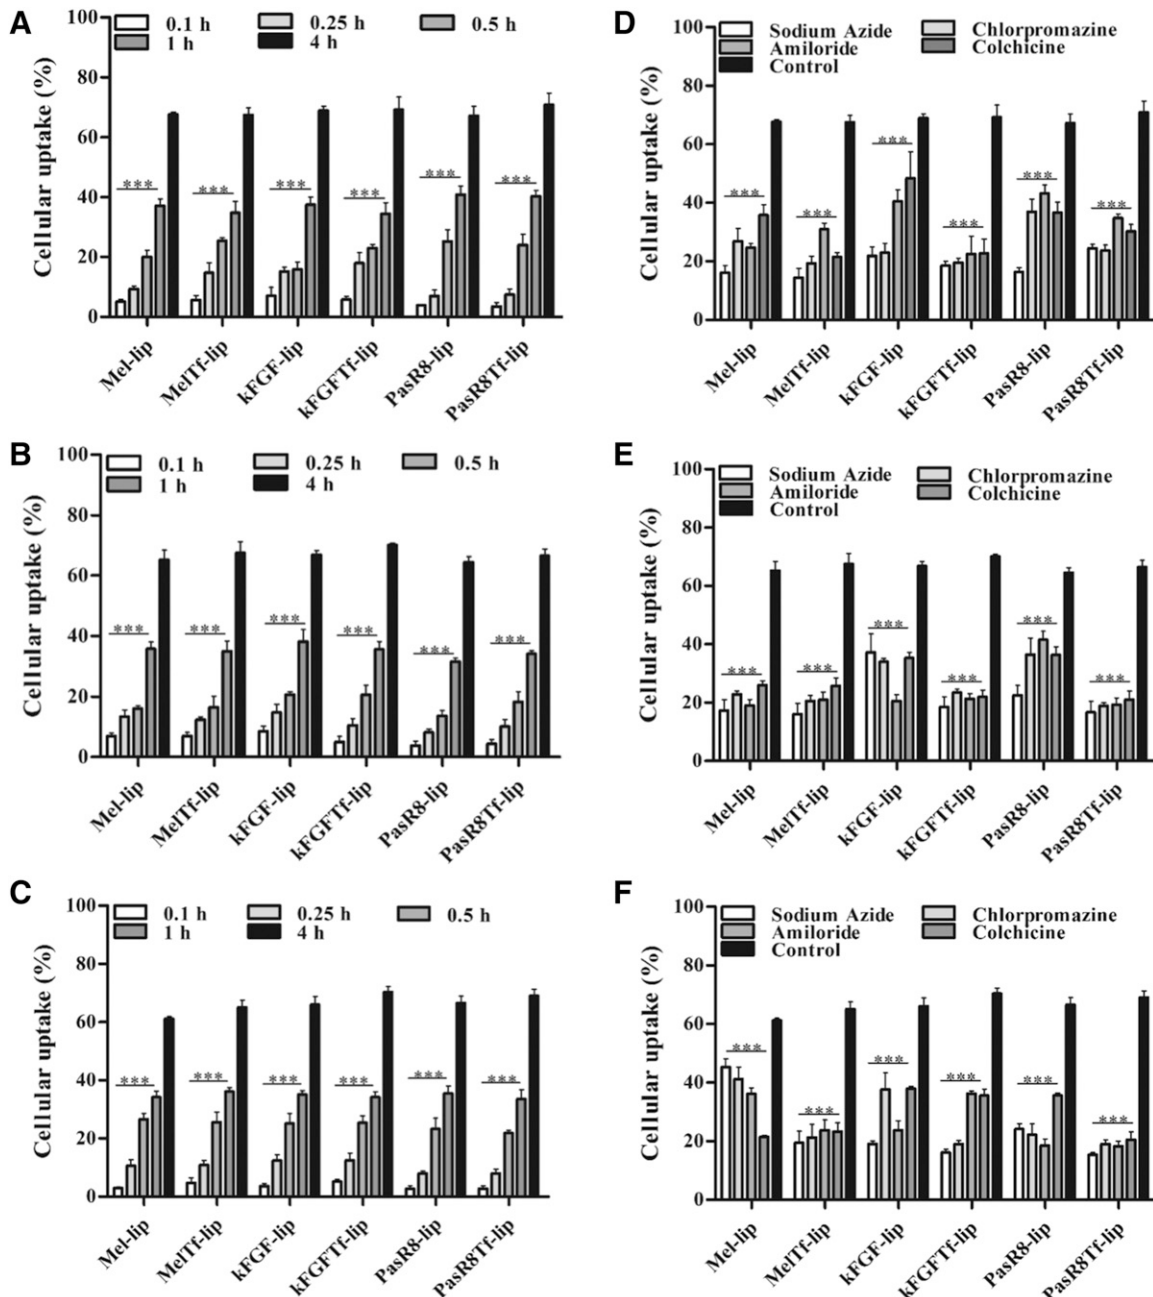 A
Cellular uptake (%)
100
80
60
40
20
0
0.1 h 0.25 h 0.5 h
1 h 4 h
*** *** *** *** *** ***
Mel-lip MelTf-lip kFGF-lip kFGFTf-lip PasR8-lip PasR8Tf-lip
D
Cellular uptake (%)
100
80
60
40
20
0
Sodium Azide Chlorpromazine
Amiloride Colchicine
Control
*** *** *** *** *** ***
Mel-lip MelTf-lip kFGF-lip kFGFTf-lip PasR8-lip PasR8Tf-lip
B
Cellular uptake (%)
100
80
60
40
20
0
0.1 h 0.25 h 0.5 h
1 h 4 h
*** *** *** *** *** ***
Mel-lip MelTf-lip kFGF-lip kFGFTf-lip PasR8-lip PasR8Tf-lip
E
Cellular uptake (%)
100
80
60
40
20
0
Sodium Azide Chlorpromazine
Amiloride Colchicine
Control
*** *** *** *** *** ***
Mel-lip MelTf-lip kFGF-lip kFGFTf-lip PasR8-lip PasR8Tf-lip
C
Cellular uptake (%)
100
80
60
40
20
0
0.1 h 0.25 h 0.5 h
1 h 4 h
*** *** *** *** *** ***
Mel-lip MelTf-lip kFGF-lip kFGFTf-lip PasR8-lip PasR8Tf-lip
F
Cellular uptake (%)
100
80
60
40
20
0
Sodium Azide Chlorpromazine
Amiloride Colchicine
Control
*** *** *** *** *** ***
Mel-lip MelTf-lip kFGF-lip kFGFTf-lip PasR8-lip PasR8Tf-lip